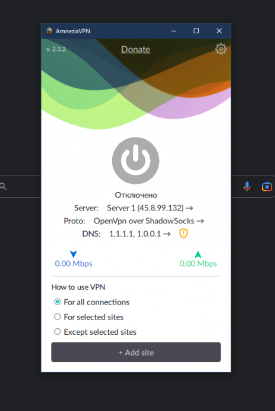 AmneziaVPN
v. 2.1.2
Donate
Отключено
Server: Server 1 (45.8.99.132) →
Proto: OpenVpn over ShadowSocks →
DNS: 1.1.1.1, 1.0.0.1 →
0.00 Mbps 0.00 Mbps
How to use VPN
For all connections
For selected sites
Except selected sites
+ Add site